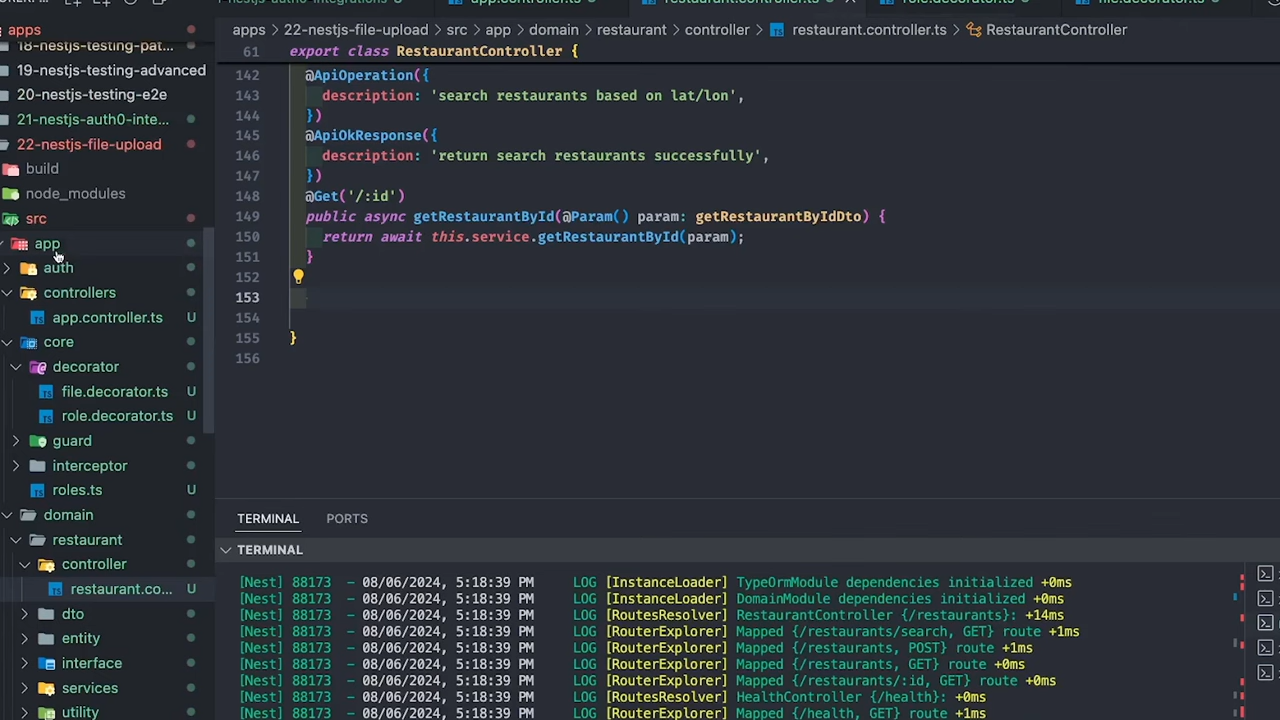 apps
18-nestjs-testing-pat...
19-nestjs-testing-advanced
20-nestjs-testing-e2e
21-nestjs-auth0-inte...
22-nestjs-file-upload
build
node_modules
src
app
auth
controllers
app.controller.ts U
core
decorator
file.decorator.ts U
role.decorator.ts U
guard
interceptor
roles.ts U
domain
restaurant
controller
restaurant.co... U
dto
entity
interface
services
utility
apps > 22-nestjs-file-upload > src > app > domain > restaurant > controller > restaurant.controller.ts > RestaurantController
61 export class RestaurantController {
142 @ApiOperation({
143 description: 'search restaurants based on lat/lon',
144 })
145 @ApiOkResponse({
146 description: 'return search restaurants successfully',
147 })
148 @Get('/:id')
149 public async getRestaurantById(@Param() param: getRestaurantByIdDto) {
150 return await this.service.getRestaurantById(param);
151 }
152
153
154
155 }
156
TERMINAL PORTS
TERMINAL
[Nest] 88173 - 08/06/2024, 5:18:39 PM LOG [InstanceLoader] TypeOrmModule dependencies initialized +0ms
[Nest] 88173 - 08/06/2024, 5:18:39 PM LOG [InstanceLoader] DomainModule dependencies initialized +0ms
[Nest] 88173 - 08/06/2024, 5:18:39 PM LOG [RoutesResolver] RestaurantController {/restaurants}: +14ms
[Nest] 88173 - 08/06/2024, 5:18:39 PM LOG [RouterExplorer] Mapped {/restaurants/search, GET} route +1ms
[Nest] 88173 - 08/06/2024, 5:18:39 PM LOG [RouterExplorer] Mapped {/restaurants, POST} route +1ms
[Nest] 88173 - 08/06/2024, 5:18:39 PM LOG [RouterExplorer] Mapped {/restaurants, GET} route +0ms
[Nest] 88173 - 08/06/2024, 5:18:39 PM LOG [RouterExplorer] Mapped {/restaurants/:id, GET} route +0ms
[Nest] 88173 - 08/06/2024, 5:18:39 PM LOG [RoutesResolver] HealthController {/health}: +0ms
[Nest] 88173 - 08/06/2024, 5:18:39 PM LOG [RouterExplorer] Mapped {/health, GET} route +1ms